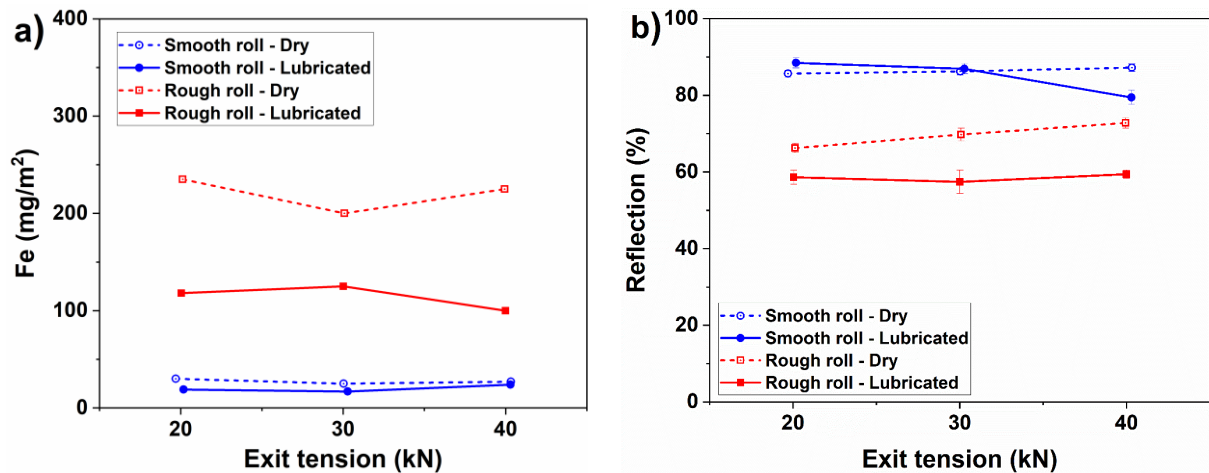 a)
Smooth roll - Dry
Smooth roll - Lubricated
Rough roll - Dry
Rough roll - Lubricated
400
300
200
100
0
Fe (mg/m²)
20 30 40
Exit tension (kN)
b)
100
80
60
40
20
0
Reflection (%)
Smooth roll - Dry
Smooth roll - Lubricated
Rough roll - Dry
Rough roll - Lubricated
20 30 40
Exit tension (kN)